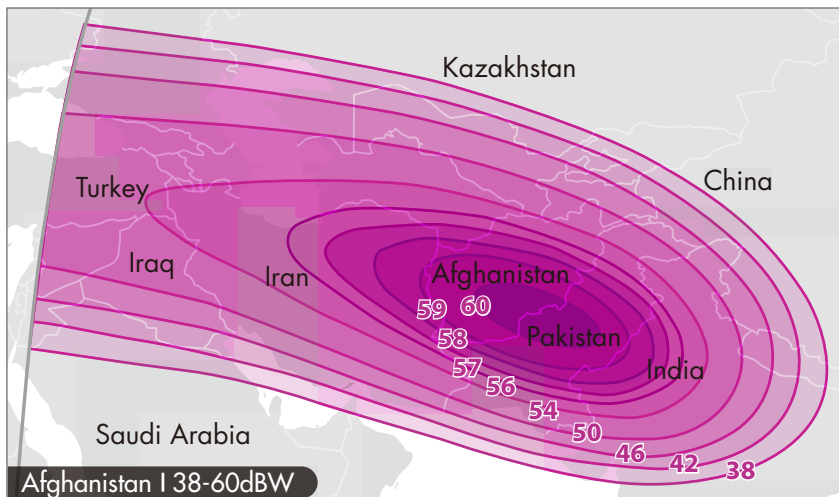 Kazakhstan
China
Turkey
Iraq
Iran
Afghanistan
59
60
58
Pakistan
57
India
56
54
50
46
42
38
Saudi Arabia
Afghanistan I 38-60dBW